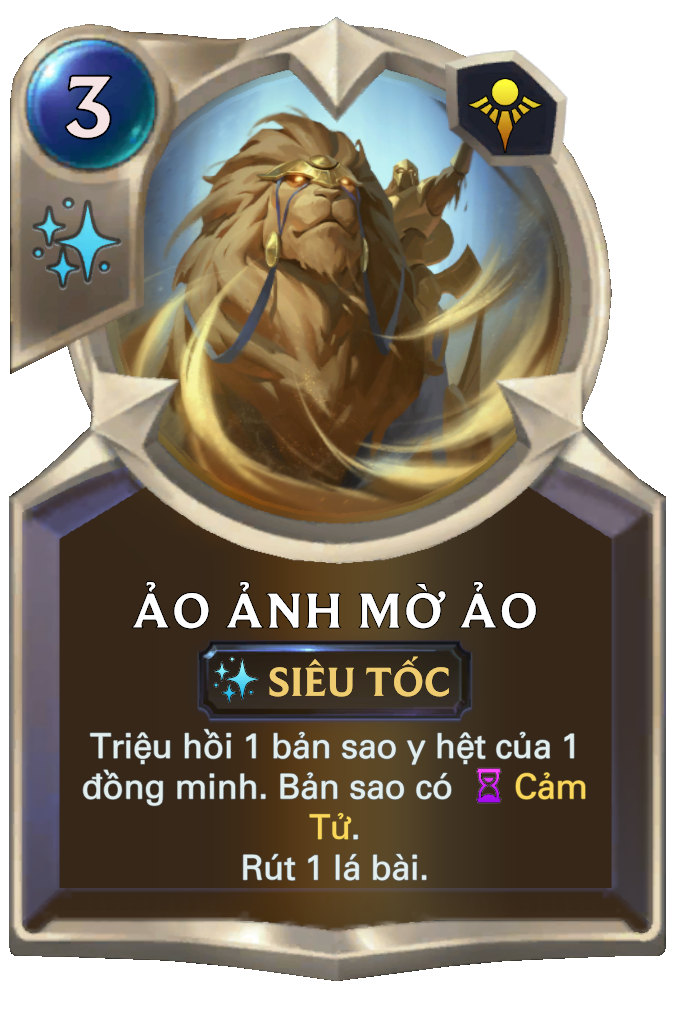 3
ẢO ẢNH MỜ ẢO
SIÊU TỐC
Triệu hồi 1 bản sao y hệt của 1
đồng minh. Bản sao có Cảm
Tử.
Rút 1 lá bài.